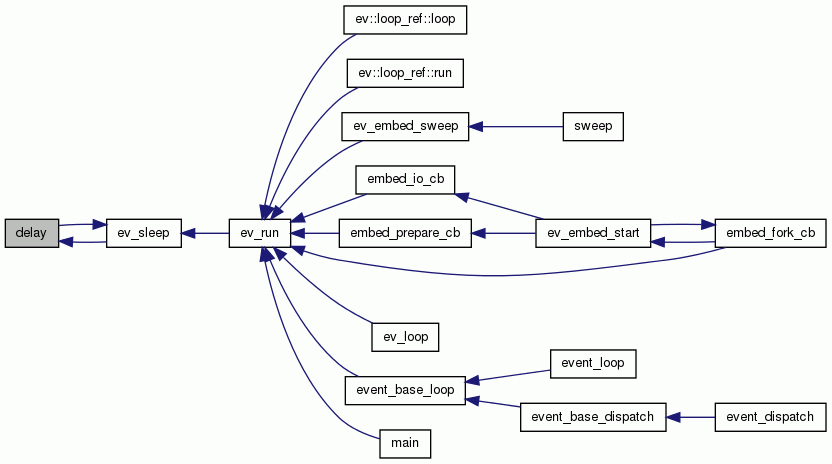 ev::loop_ref::loop
ev::loop_ref::run
ev_embed_sweep
sweep
embed_io_cb
delay
ev_sleep
ev_run
embed_prepare_cb
ev_embed_start
embed_fork_cb
ev_loop
event_loop
event_base_loop
event_base_dispatch
event_dispatch
main